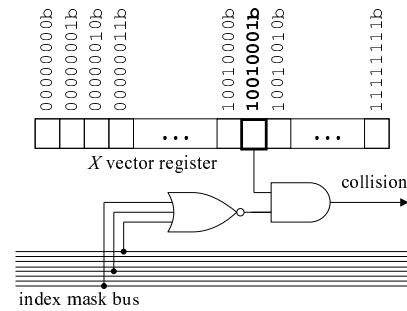 00000000b
00000001b
00000010b
00000011b
10010000b
10010001b
10010010b
11111111b
... ...
X vector register
collision
index mask bus